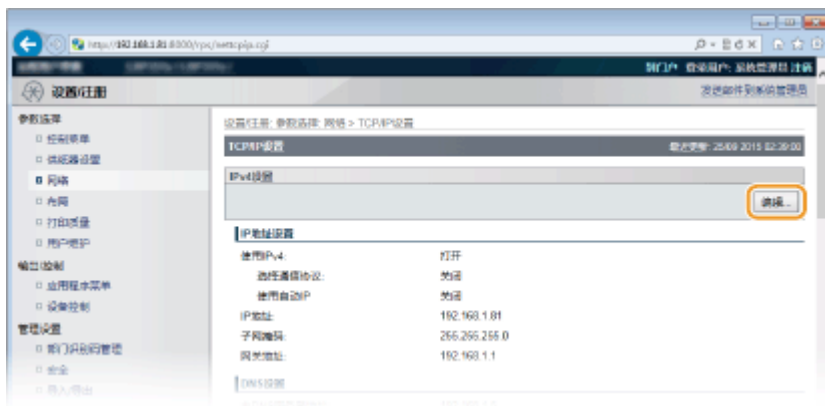 http://192.168.1.81:8000/rps/nettcpip.cgi
到门户 登录用户: 系统管理员 注销
设置/注册
发送邮件到系统管理员
参数选择
控制菜单
供纸器设置
网络
布局
打印质量
用户维护
输出/控制
应用程序菜单
设备控制
管理设置
部门识别码管理
安全
导入/导出
设置/注册: 参数选择: 网络 > TCP/IP设置
TCP/IP设置
最近更新: 25/09 2015 02:39:00
IPv4设置
编辑...
IP地址设置
使用IPv4: 打开
选择通信协议: 关闭
使用自动IP 关闭
IP地址: 192.168.1.81
子网掩码: 255.255.255.0
网关地址: 192.168.1.1
DNS设置